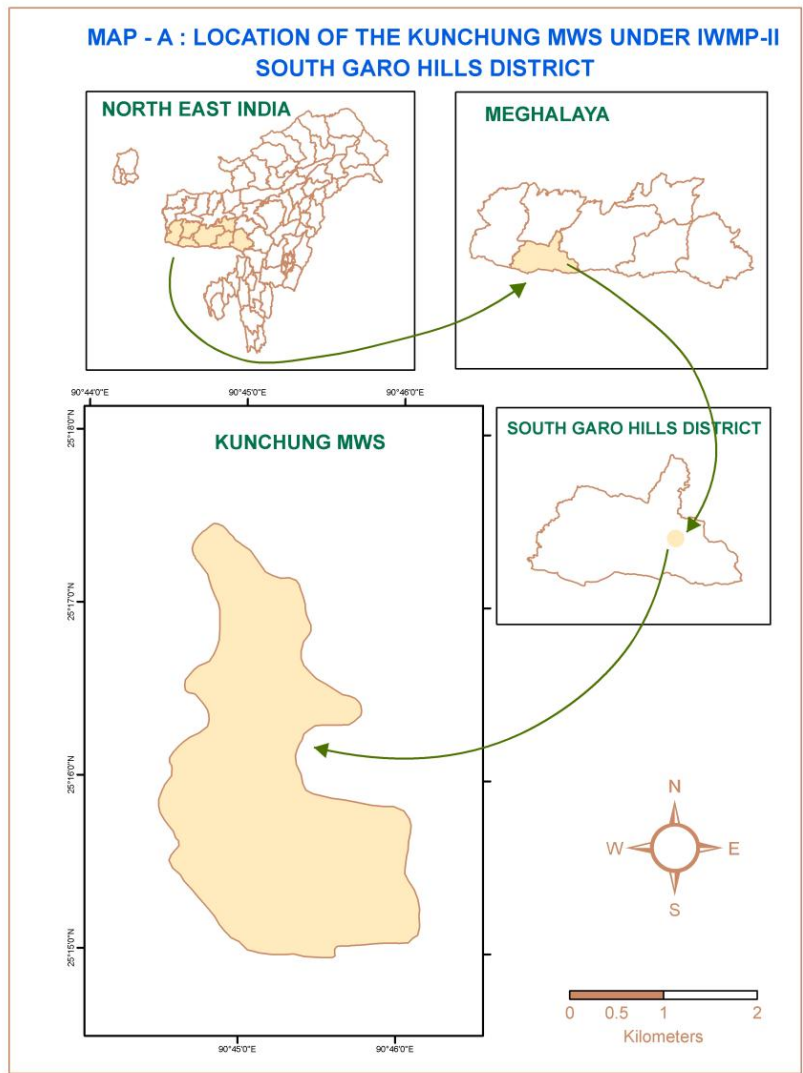 MAP - A : LOCATION OF THE KUNCHUNG MWS UNDER IWMP-II
SOUTH GARO HILLS DISTRICT
NORTH EAST INDIA
MEGHALAYA
90°44'0"E 90°45'0"E 90°46'0"E
KUNCHUNG MWS
SOUTH GARO HILLS DISTRICT
25°18'0"N
25°17'0"N
25°16'0"N
25°15'0"N
N
W E
S
0 0.5 1 2
Kilometers
90°45'0"E 90°46'0"E